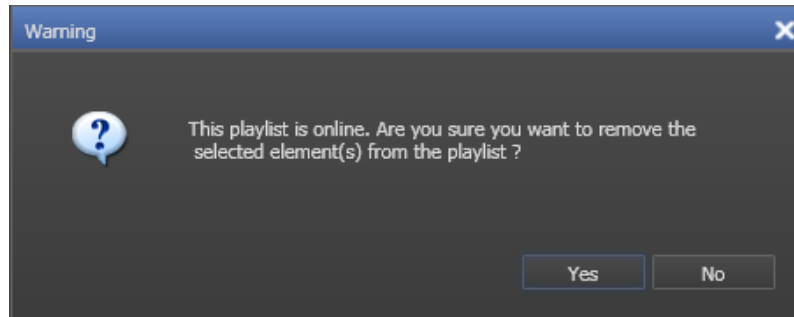 Warning
This playlist is online. Are you sure you want to remove the
selected element(s) from the playlist ?
Yes
No